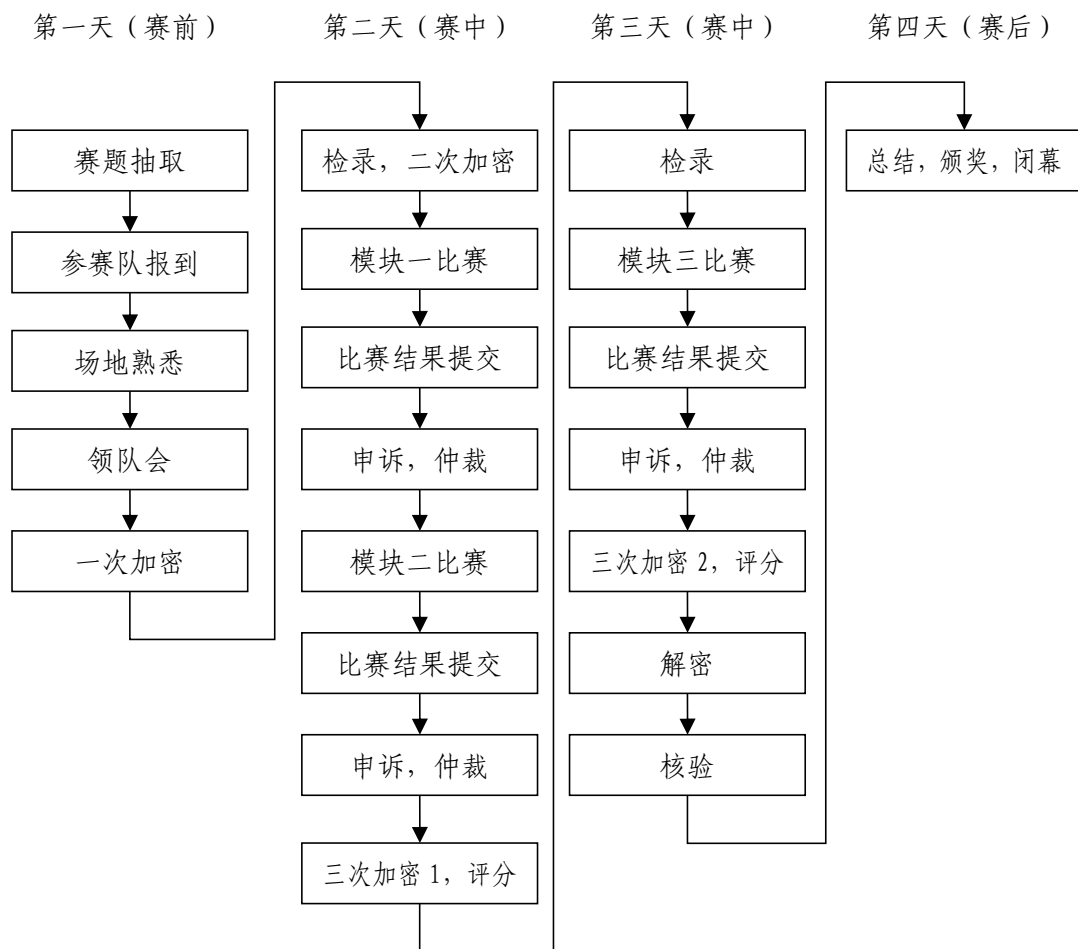 第一天（赛前）
第二天（赛中）
第三天（赛中）
第四天（赛后）
赛题抽取
参赛队报到
场地熟悉
领队会
一次加密
检录，二次加密
模块一比赛
比赛结果提交
申诉，仲裁
模块二比赛
比赛结果提交
申诉，仲裁
三次加密 1，评分
检录
模块三比赛
比赛结果提交
申诉，仲裁
三次加密 2，评分
解密
核验
总结，颁奖，闭幕